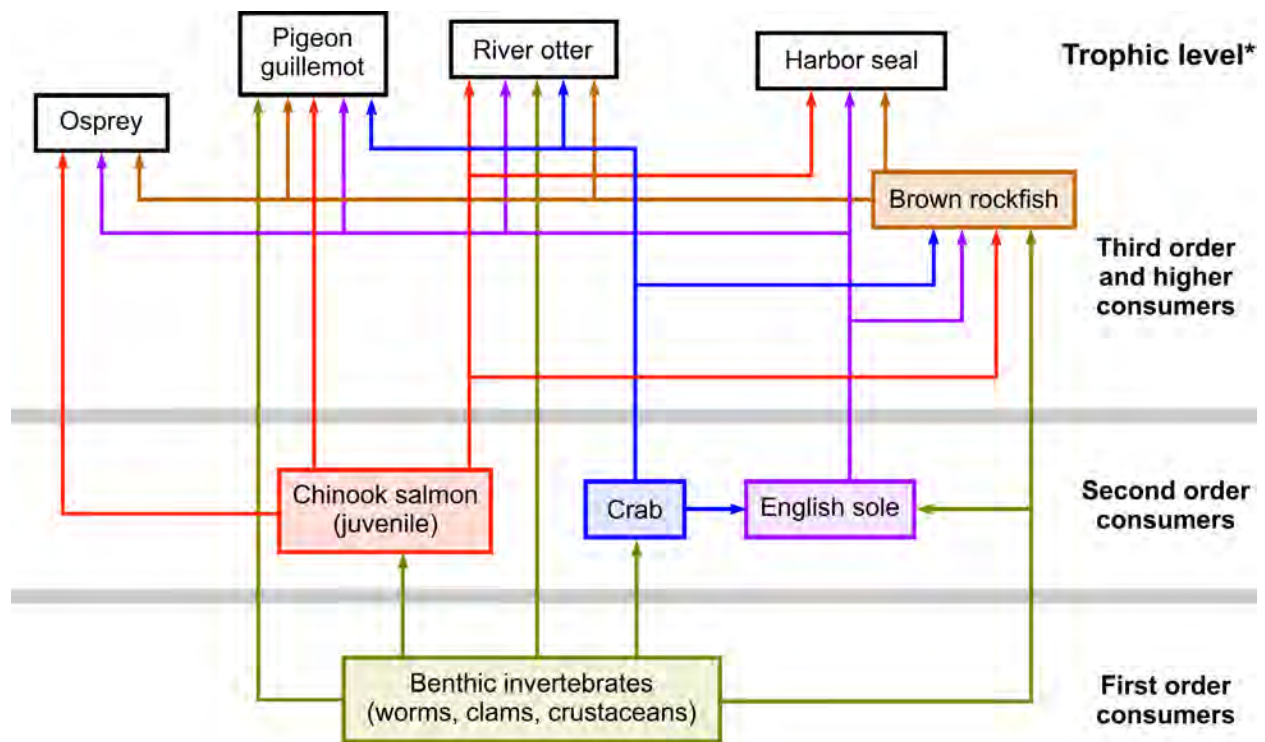 Pigeon
guillemot
River otter
Harbor seal
Trophic level*
Osprey
Brown rockfish
Third order
and higher
consumers
Chinook salmon
(juvenile)
Crab
English sole
Second order
consumers
Benthic invertebrates
(worms, clams, crustaceans)
First order
consumers